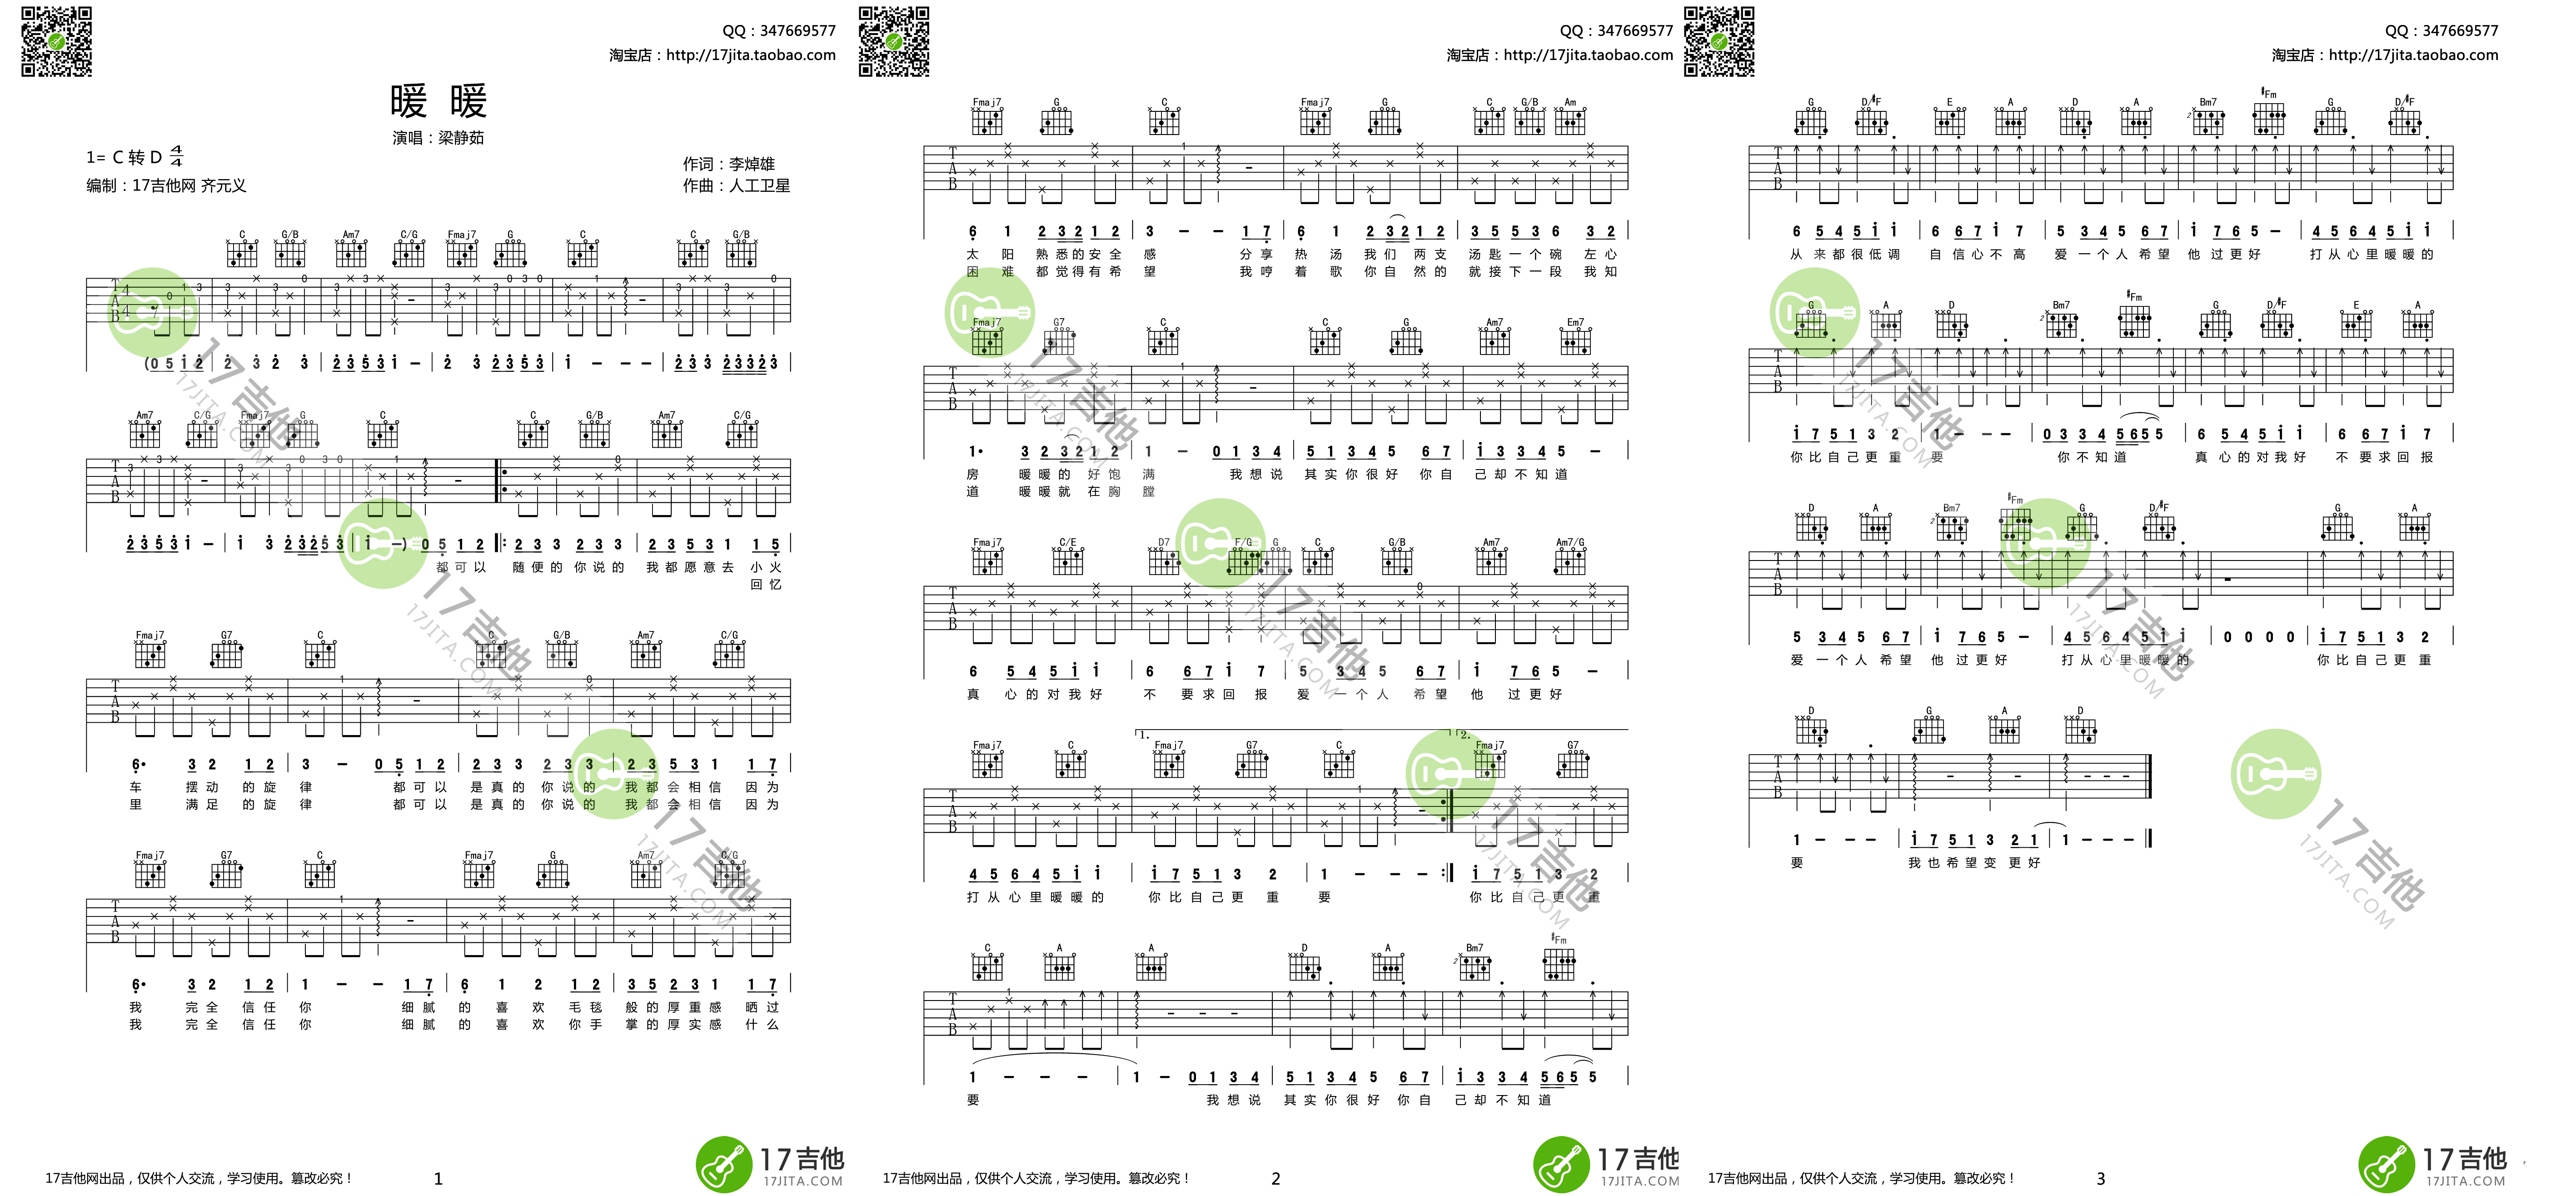 QQ：347669577
淘宝店：http://17jita.taobao.com
暖 暖
演唱：梁静茹
1= C 转 D 4/4
编制：17吉他网 齐元义
作词：李焯雄
作曲：人工卫星
C G/B Am7 C/G Fmaj7 G C C G/B
Am7 C/G Fmaj7 G C C G/B Am7 C/G
都可以 随便的你说的 我都愿意去 小火
回忆
Fmaj7 G7 C C G/B Am7 C/G
车 摆动的旋律 都可以 是真的你说的 我都会相信 因为
里 满足的旋律 都可以 是真的你说的 我都会相信 因为
Fmaj7 G7 C Fmaj7 G Am7 C/G
我 完全信任你 细腻的喜欢 毛毯般的厚重感 晒过
我 完全信任你 细腻的喜欢 你手掌的厚实感 什么
17吉他网出品，仅供个人交流，学习使用。篡改必究！
1
17吉他
17JITA.COM
QQ：347669577
淘宝店：http://17jita.taobao.com
Fmaj7 G C Fmaj7 G C G/B Am
太阳熟悉的安全感 分享热汤 我们两支汤匙一个碗 左心
困难都觉得有希望 我哼着歌 你自然的就接下一段 我知
Fmaj7 G7 C C G Am7 Em7
房 暖暖的好饱满 我想说 其实你很好 你自己却不知道
道 暖暖就在胸膛
Fmaj7 C/E D7 F/G G C G/B Am7 Am7/G
真心的对我好 不要求回报 爱一个人 希望他过更好
Fmaj7 C 1. Fmaj7 G7 C 2. Fmaj7 G7
打从心里暖暖的 你比自己更重要 你比自己更重
C A A D A Bm7 #Fm
要 我想说 其实你很好 你自己却不知道
17吉他网出品，仅供个人交流，学习使用。篡改必究！
2
17吉他
17JITA.COM
QQ：347669577
淘宝店：http://17jita.taobao.com
G D/#F E A D A Bm7 #Fm G D/#F
从来都很低调 自信心不高 爱一个人希望他过更好 打从心里暖暖的
G A D Bm7 #Fm G D/#F E A
你比自己更重要 你不知道 真心的对我好 不要求回报
D A Bm7 #Fm G D/#F G A
爱一个人希望他过更好 打从心里暖暖的 你比自己更重
D G A D
要 我也希望变更好
17吉他网出品，仅供个人交流，学习使用。篡改必究！
3
17吉他
17JITA.COM